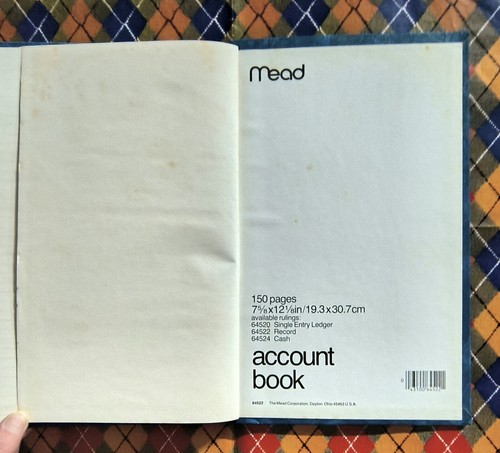 mead
150 pages
7⅝x12⅛in/19.3x30.7cm
available rulings:
64520 Single Entry Ledger
64522 Record
64524 Cash
account
book
64522 The Mead Corporation, Dayton, Ohio 45463 U.S.A.